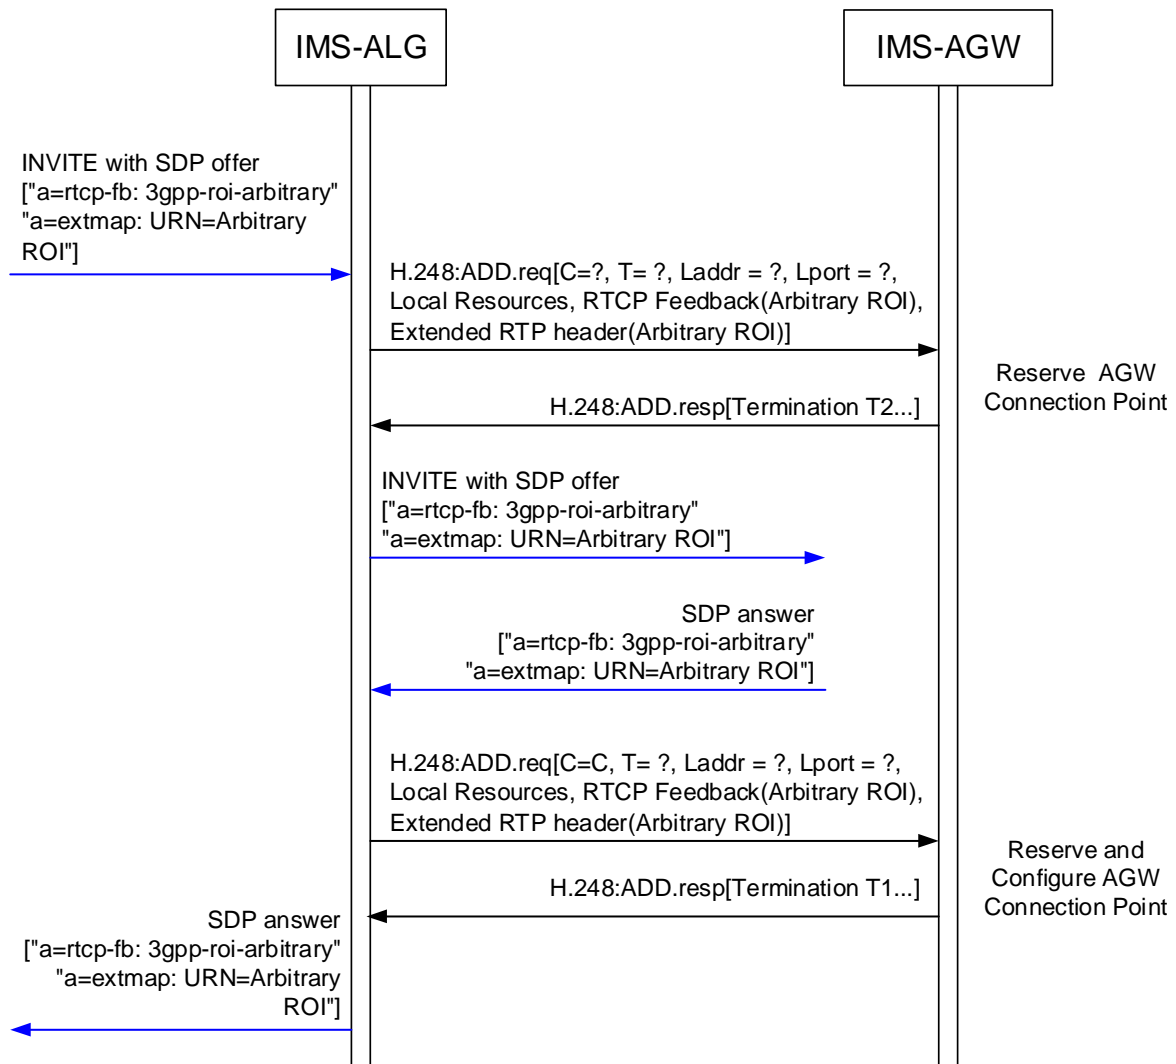 IMS-ALG
IMS-AGW
INVITE with SDP offer
["a=rtcp-fb: 3gpp-roi-arbitrary"
"a=extmap: URN=Arbitrary
ROI"]
H.248:ADD.req[C=?, T= ?, Laddr = ?, Lport = ?,
Local Resources, RTCP Feedback(Arbitrary ROI),
Extended RTP header(Arbitrary ROI)]
Reserve AGW
Connection Point
H.248:ADD.resp[Termination T2...]
INVITE with SDP offer
["a=rtcp-fb: 3gpp-roi-arbitrary"
"a=extmap: URN=Arbitrary ROI"]
SDP answer
["a=rtcp-fb: 3gpp-roi-arbitrary"
"a=extmap: URN=Arbitrary ROI"]
H.248:ADD.req[C=C, T= ?, Laddr = ?, Lport = ?,
Local Resources, RTCP Feedback(Arbitrary ROI),
Extended RTP header(Arbitrary ROI)]
Reserve and
Configure AGW
Connection Point
H.248:ADD.resp[Termination T1...]
SDP answer
["a=rtcp-fb: 3gpp-roi-arbitrary"
"a=extmap: URN=Arbitrary
ROI"]